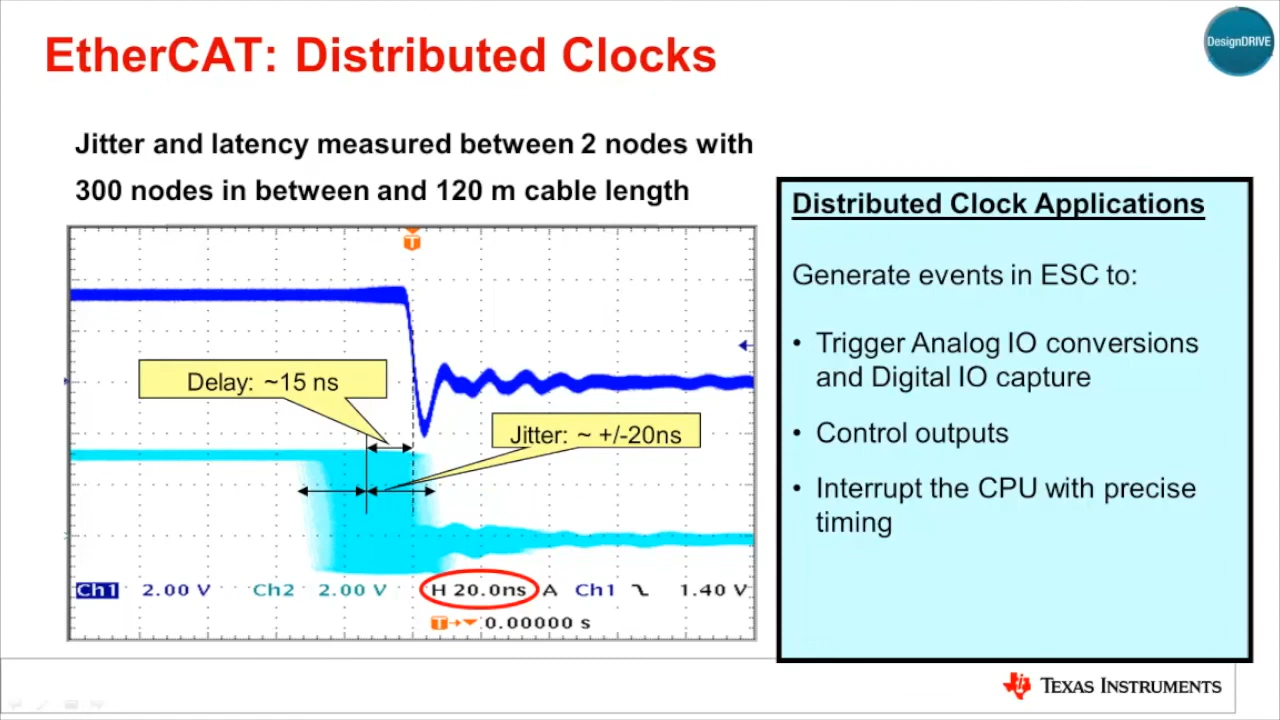 EtherCAT: Distributed Clocks
DesignDRIVE
Jitter and latency measured between 2 nodes with
300 nodes in between and 120 m cable length
T
Delay: ~15 ns
Jitter: ~ +/-20ns
Ch1 2.00 V Ch2 2.00 V H 20.0ns A Ch1 1.40 V
T 0.00000 s
Distributed Clock Applications
Generate events in ESC to:
• Trigger Analog IO conversions
and Digital IO capture
• Control outputs
• Interrupt the CPU with precise
timing
TEXAS INSTRUMENTS